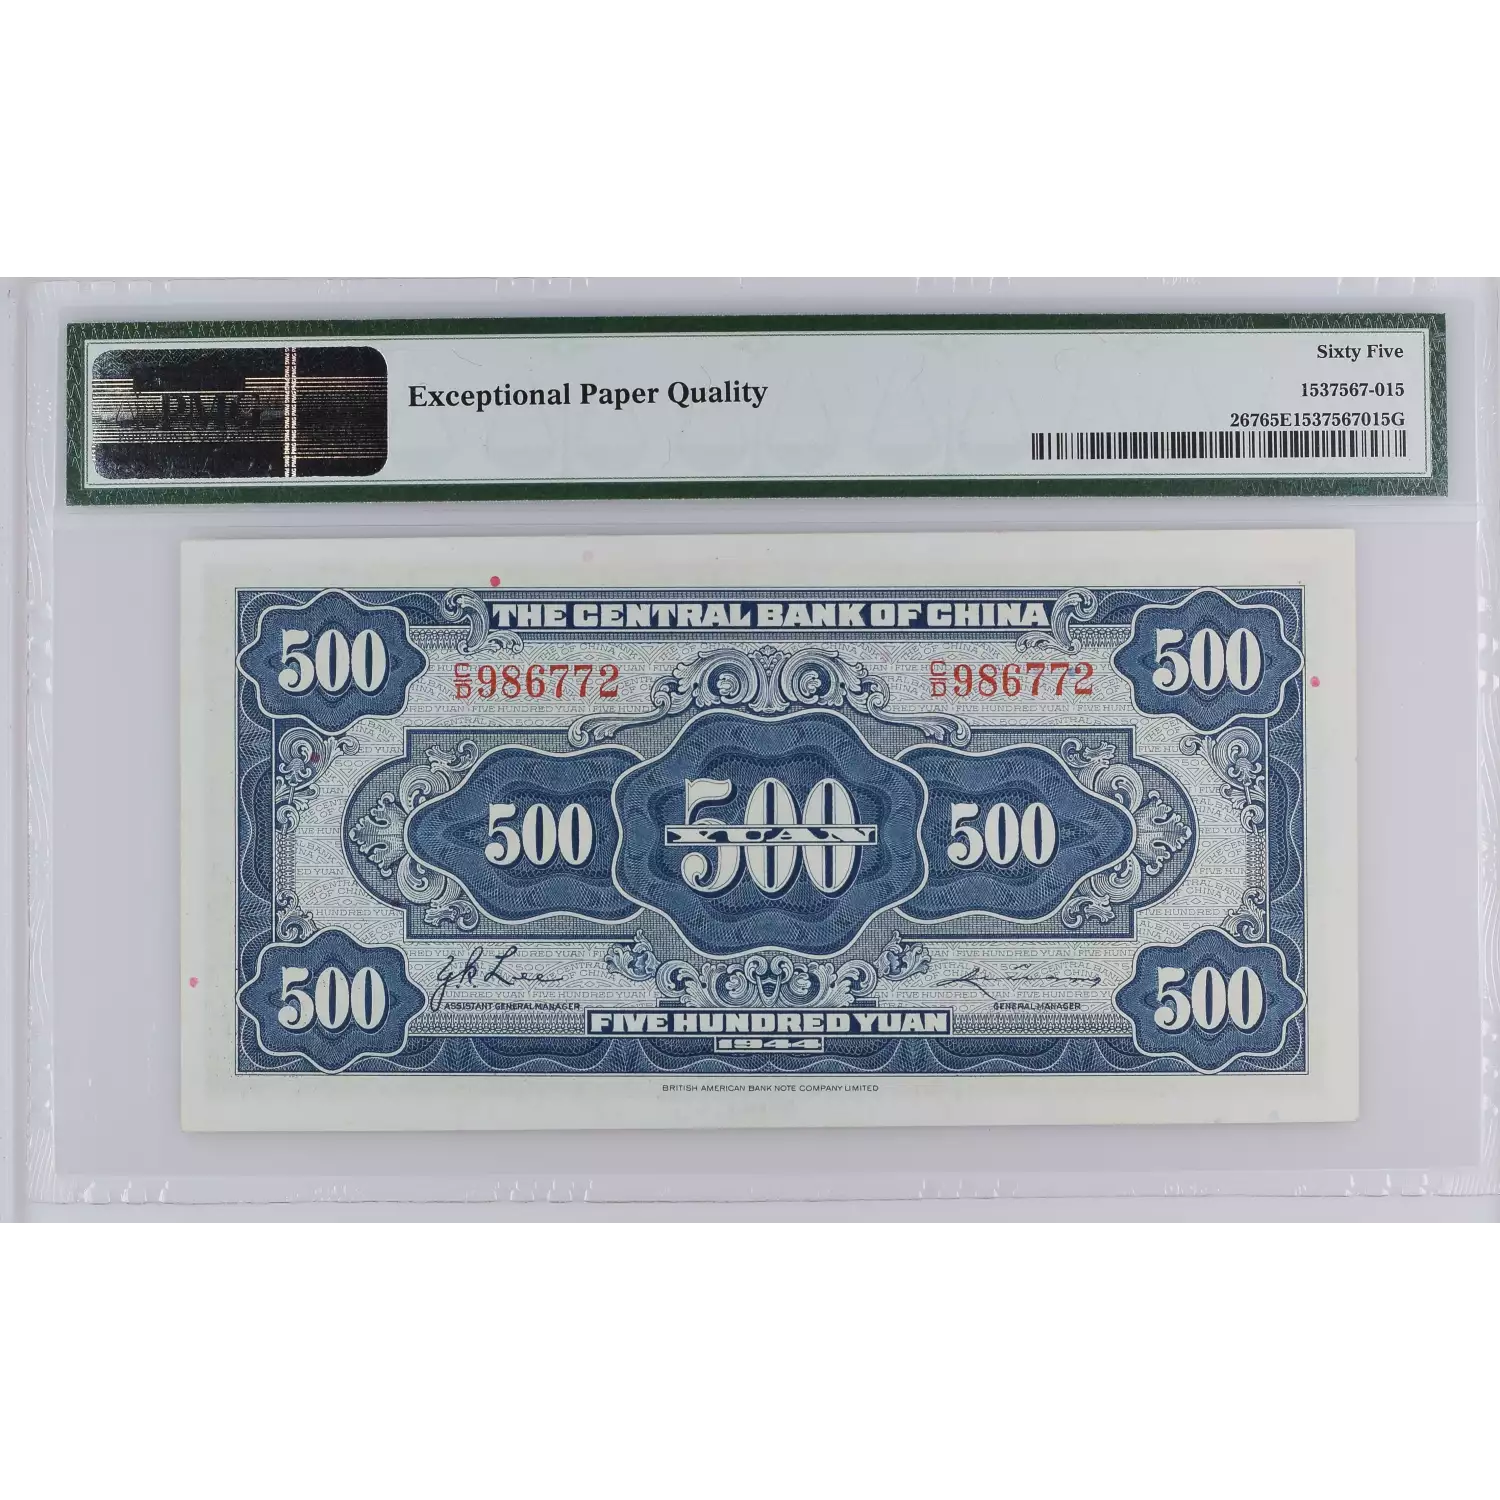 PMG
Exceptional Paper Quality
Sixty Five
1537567-015
26765E1537567015G
THE CENTRAL BANK OF CHINA
500
500
C/D 986772
C/D 986772
500
500
YUAN
500
500
500
ASSISTANT GENERAL MANAGER
GENERAL MANAGER
FIVE HUNDRED YUAN
1944
BRITISH AMERICAN BANK NOTE COMPANY LIMITED